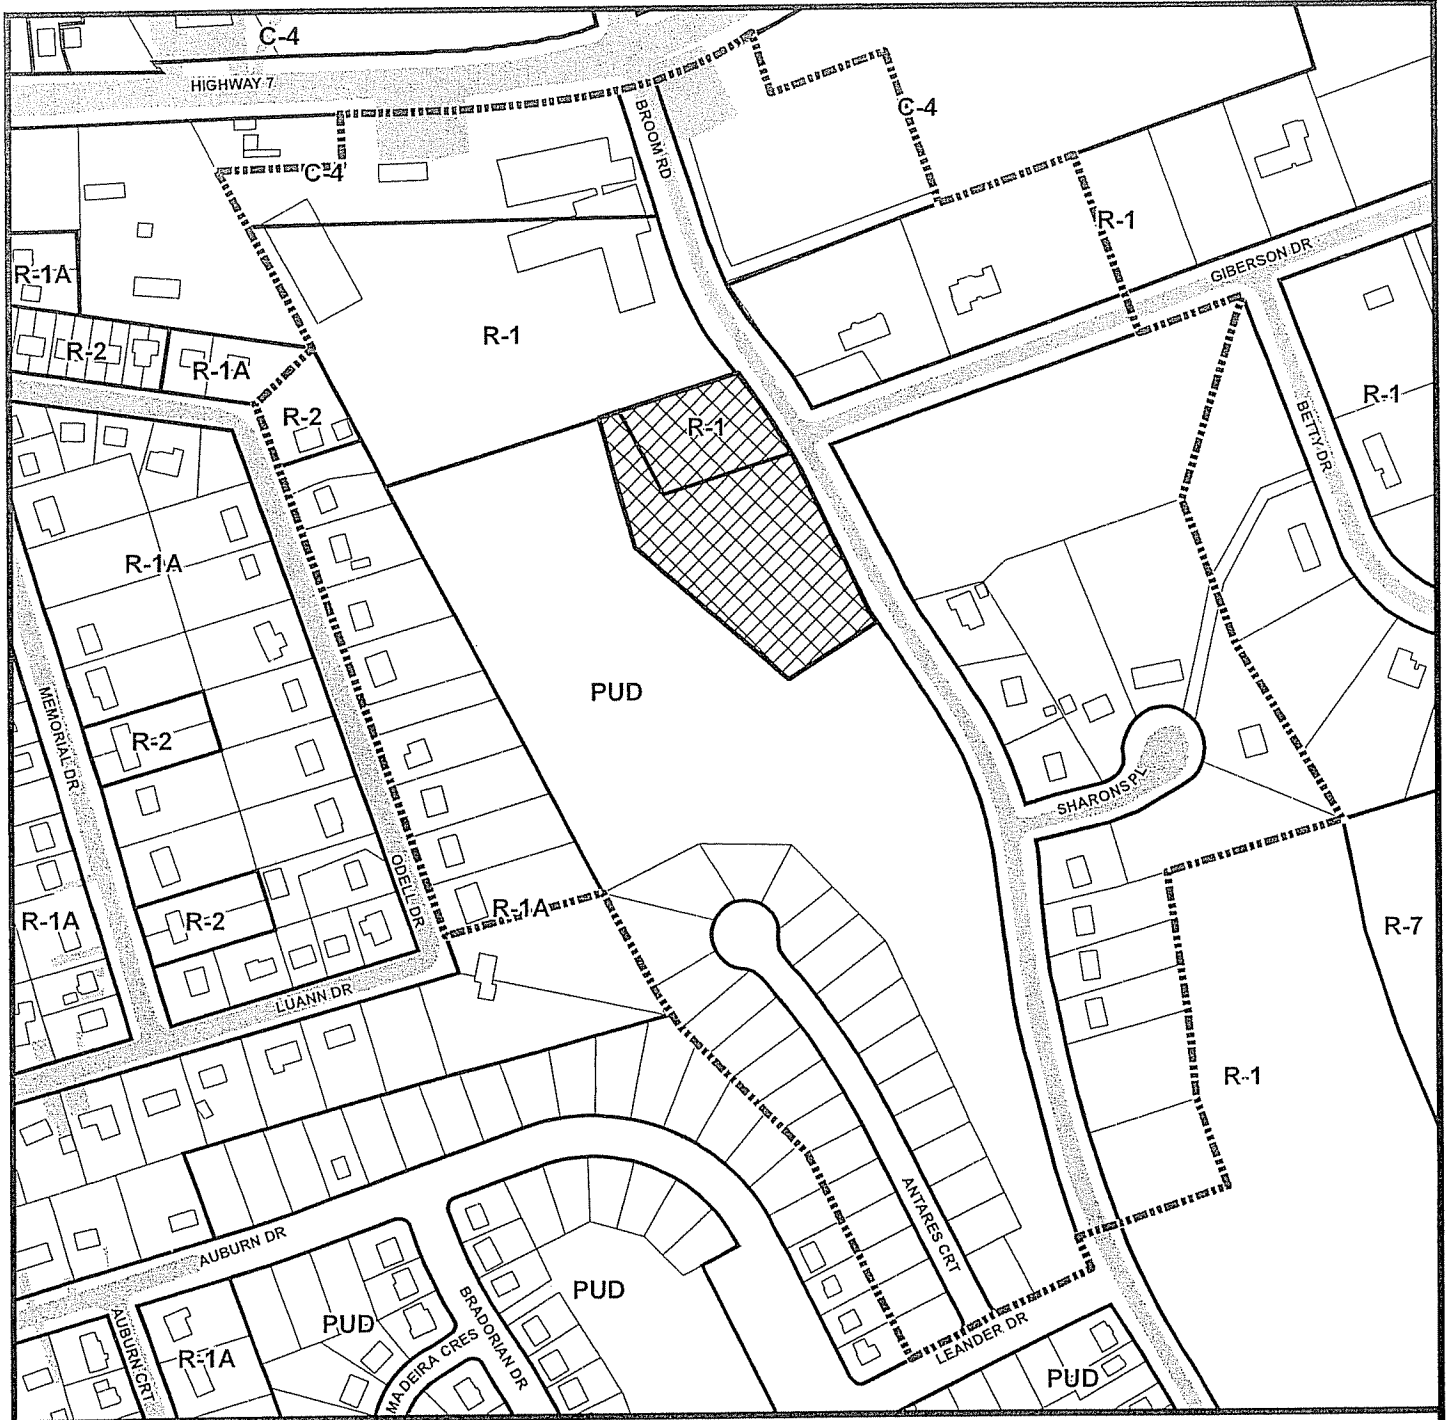 C-4
HIGHWAY 7
BROOM RD
C-4
C-4
R-1
R-1A
GIBERSON DR
R-1
R-2
R-1A
R-2
R-1
R-1
BETTY DR
R-1A
MEMORIAL DR
PUD
R-2
SHARONS PL
ODELL DR
R-1A
R-2
R-1A
R-7
LUANN DR
R-1
ANTARES CRT
AUBURN DR
PUD
BRADORIAN DR
PUD
AUBURN CRT
R-1A
MADEIRA CRES
LEANDER DR
PUD